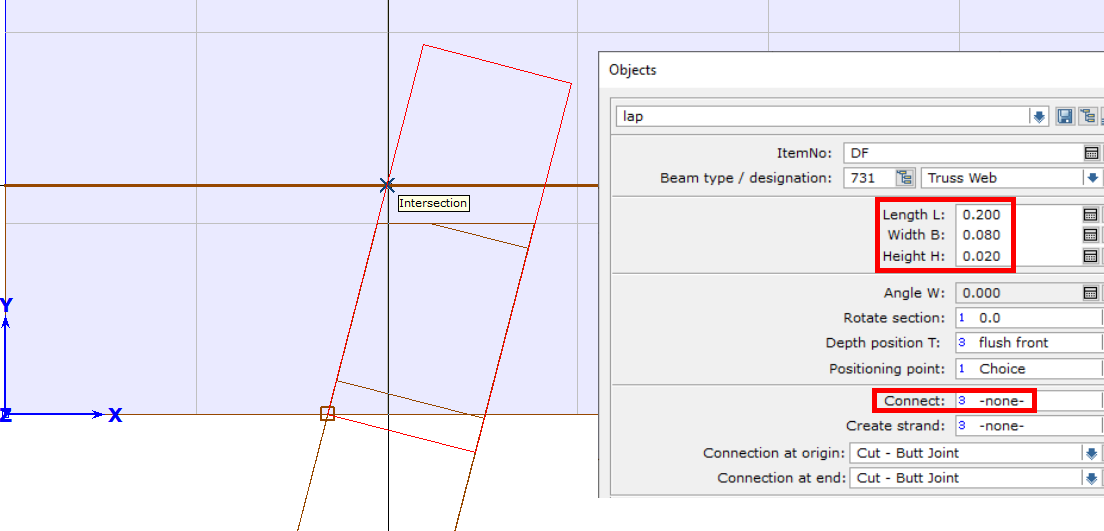 Objects
lap
ItemNo: DF
Beam type / designation: 731 Truss Web
Length L: 0.200
Width B: 0.080
Height H: 0.020
Angle W: 0.000
Rotate section: 1 0.0
Depth position T: 3 flush front
Positioning point: 1 Choice
Connect: 3 -none-
Create strand: 3 -none-
Connection at origin: Cut - Butt Joint
Connection at end: Cut - Butt Joint
Intersection
Y
Z X